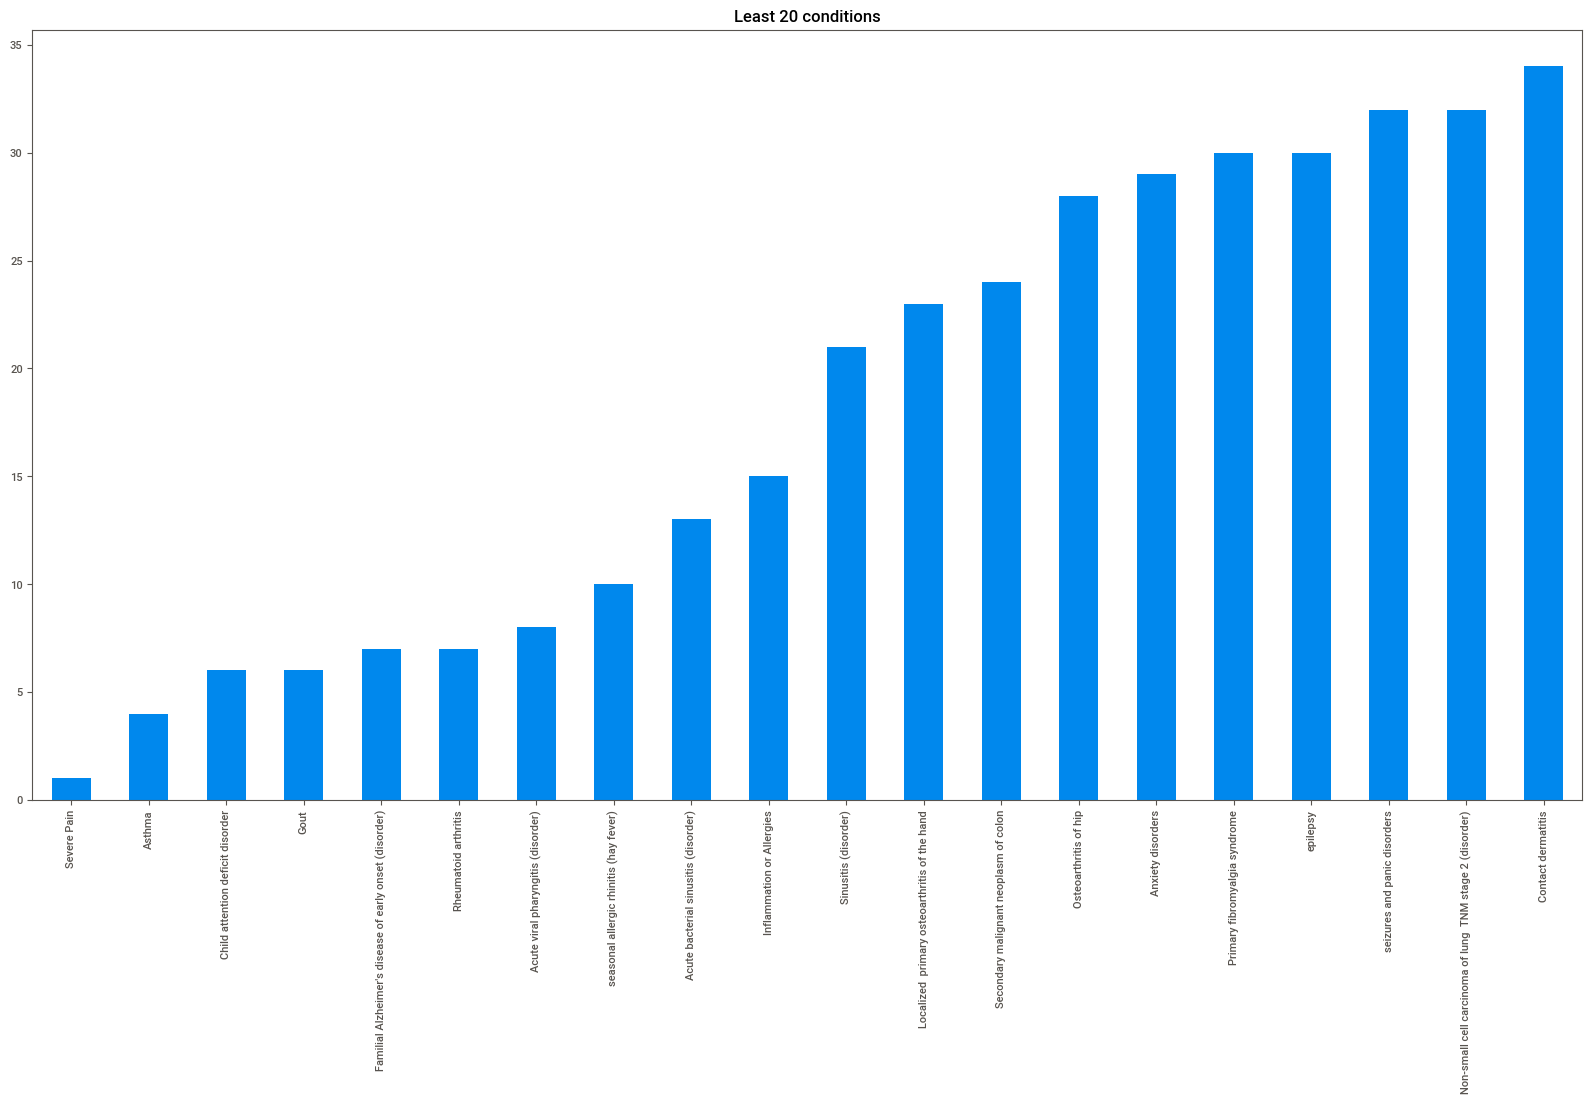 Least 20 conditions
35
30
25
20
15
10
5
0
Severe Pain
Asthma
Child attention deficit disorder
Gout
Familial Alzheimer's disease of early onset (disorder)
Rheumatoid arthritis
Acute viral pharyngitis (disorder)
seasonal allergic rhinitis (hay fever)
Acute bacterial sinusitis (disorder)
Inflammation or Allergies
Sinusitis (disorder)
Localized  primary osteoarthritis of the hand
Secondary malignant neoplasm of colon
Osteoarthritis of hip
Anxiety disorders
Primary fibromyalgia syndrome
epilepsy
seizures and panic disorders
Non-small cell carcinoma of lung  TNM stage 2 (disorder)
Contact dermatitis